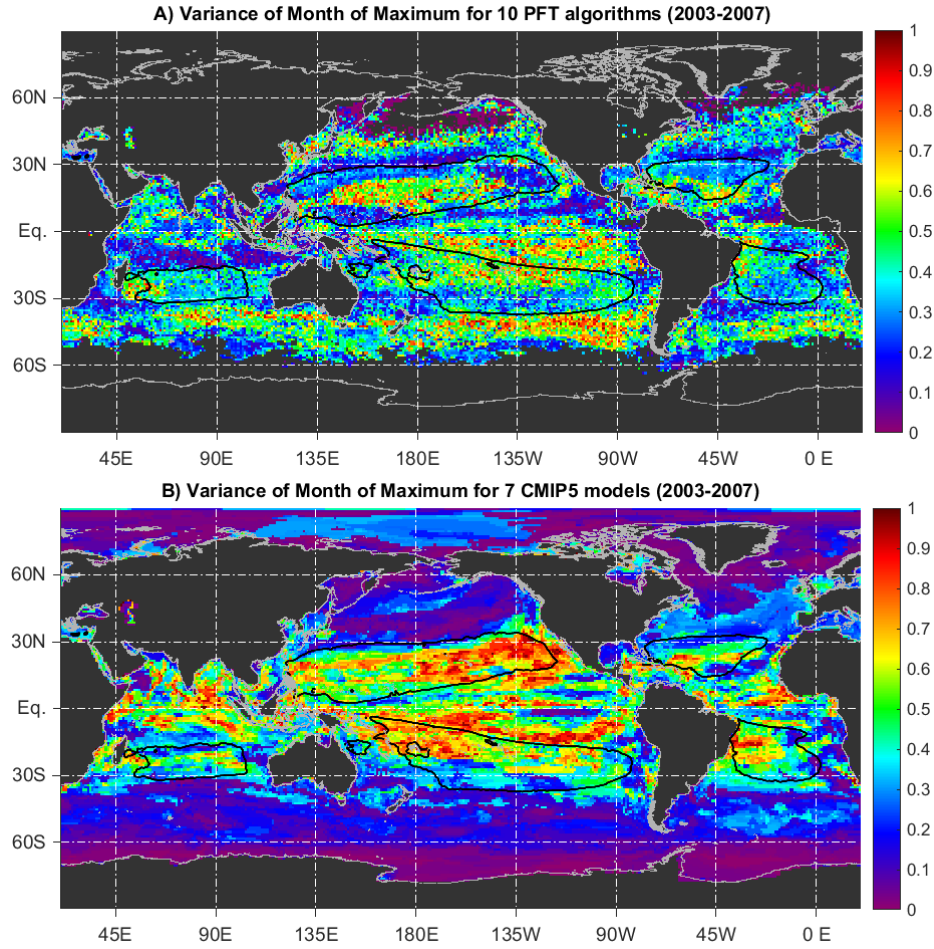 A) Variance of Month of Maximum for 10 PFT algorithms (2003-2007)
60N
30N
Eq.
30S
60S
45E 90E 135E 180E 135W 90W 45W 0 E
1
0.9
0.8
0.7
0.6
0.5
0.4
0.3
0.2
0.1
0
B) Variance of Month of Maximum for 7 CMIP5 models (2003-2007)
60N
30N
Eq.
30S
60S
45E 90E 135E 180E 135W 90W 45W 0 E
1
0.9
0.8
0.7
0.6
0.5
0.4
0.3
0.2
0.1
0